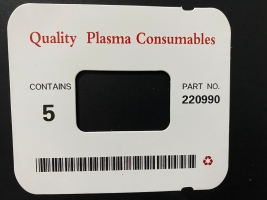 Quality Plasma Consumables
CONTAINS
5
PART NO.
220990